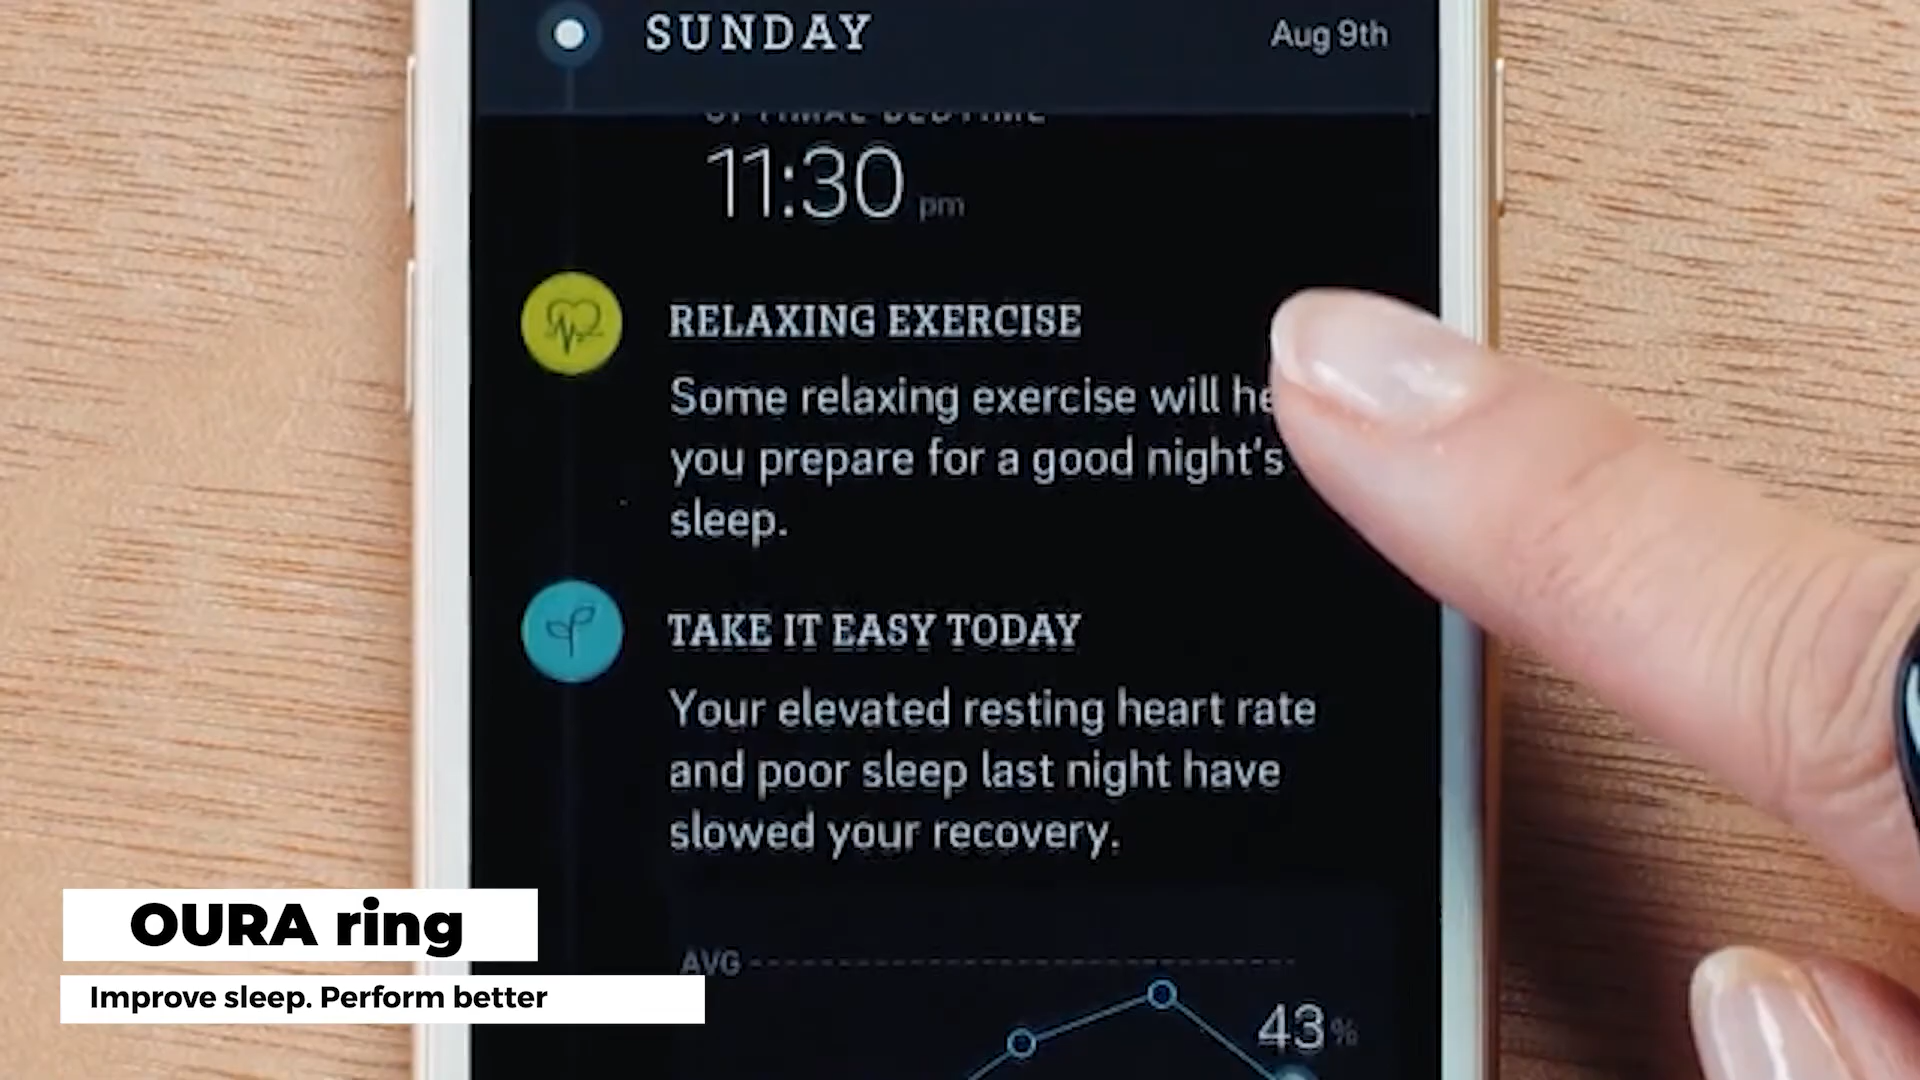 SUNDAY
Aug 9th
OPTIMAL BEDTIME
11:30 pm
RELAXING EXERCISE
Some relaxing exercise will he
you prepare for a good night's
sleep.
TAKE IT EASY TODAY
Your elevated resting heart rate
and poor sleep last night have
slowed your recovery.
AVG
43%
OURA ring
Improve sleep. Perform better